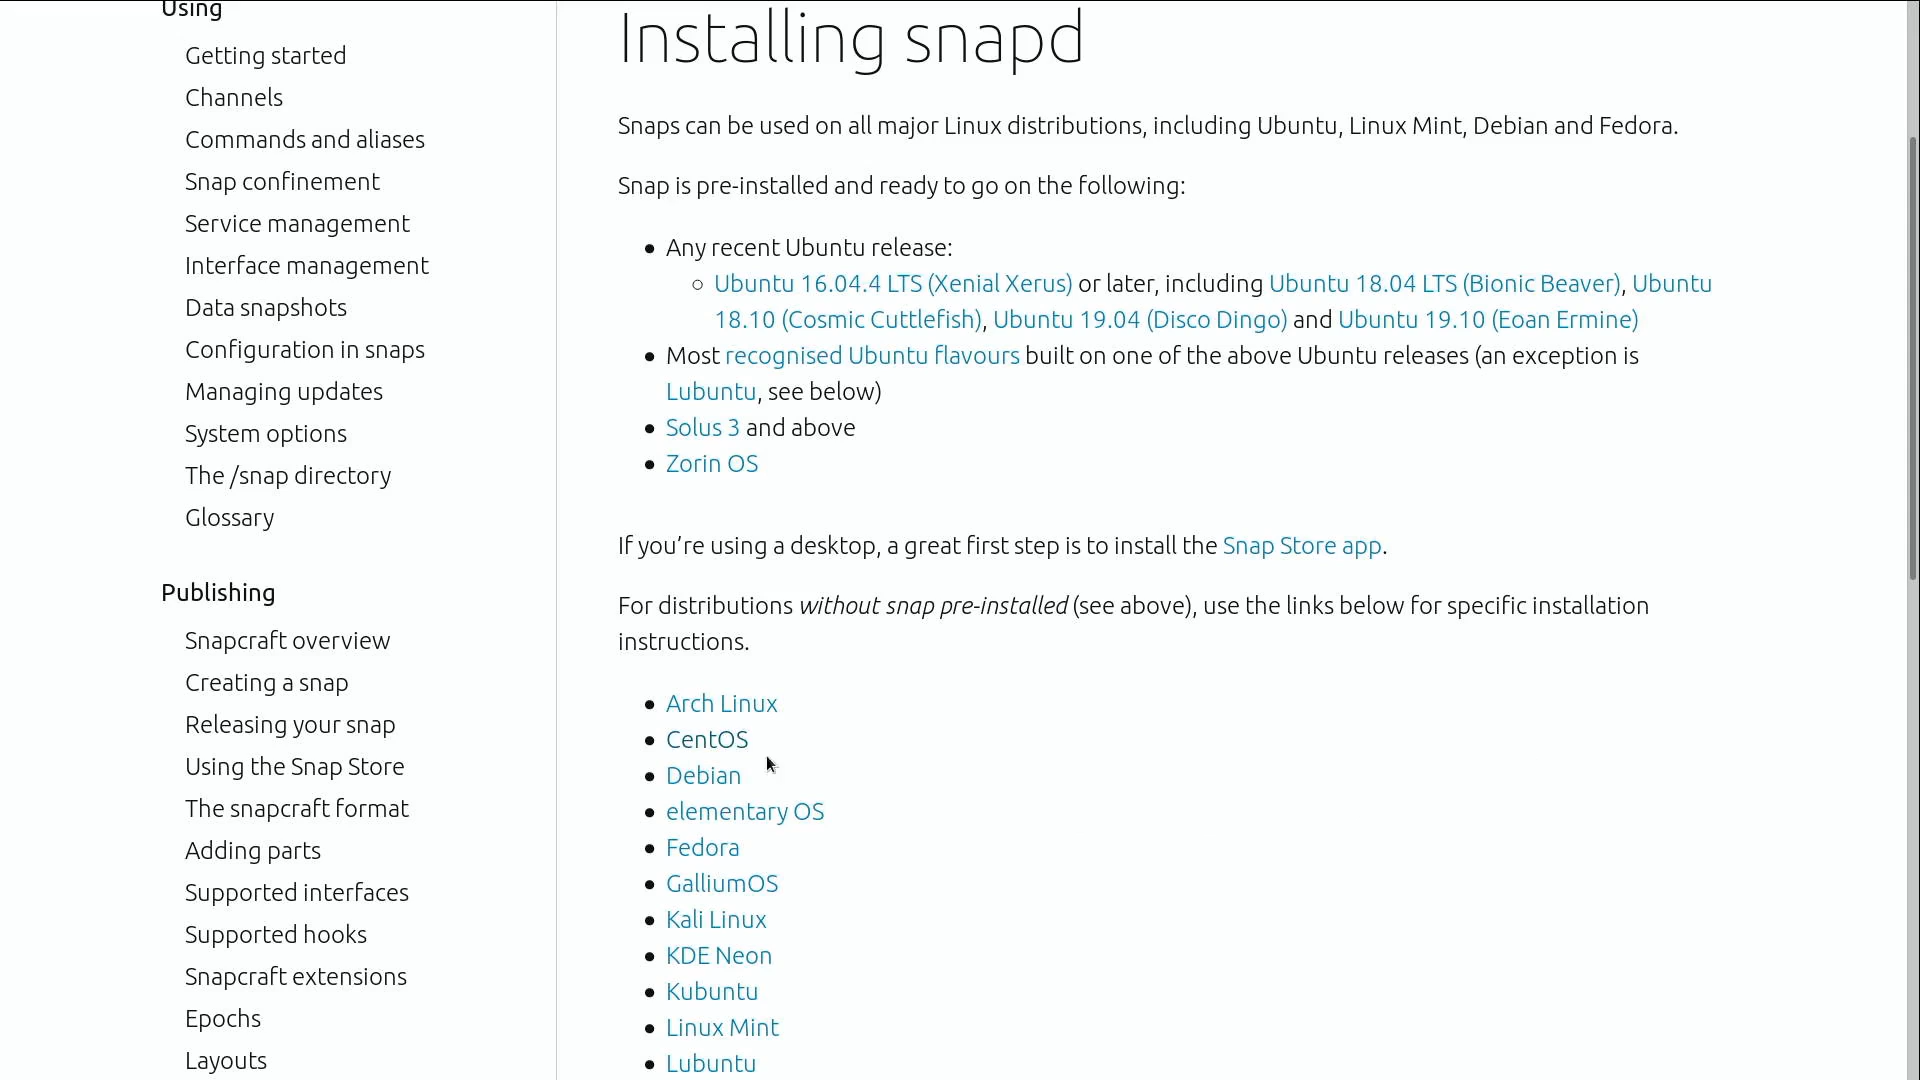 Using
Getting started
Channels
Commands and aliases
Snap confinement
Service management
Interface management
Data snapshots
Configuration in snaps
Managing updates
System options
The /snap directory
Glossary
Publishing
Snapcraft overview
Creating a snap
Releasing your snap
Using the Snap Store
The snapcraft format
Adding parts
Supported interfaces
Supported hooks
Snapcraft extensions
Epochs
Layouts
Installing snapd
Snaps can be used on all major Linux distributions, including Ubuntu, Linux Mint, Debian and Fedora.
Snap is pre-installed and ready to go on the following:
Any recent Ubuntu release:
Ubuntu 16.04.4 LTS (Xenial Xerus) or later, including Ubuntu 18.04 LTS (Bionic Beaver), Ubuntu
18.10 (Cosmic Cuttlefish), Ubuntu 19.04 (Disco Dingo) and Ubuntu 19.10 (Eoan Ermine)
Most recognised Ubuntu flavours built on one of the above Ubuntu releases (an exception is
Lubuntu, see below)
Solus 3 and above
Zorin OS
If you’re using a desktop, a great first step is to install the Snap Store app.
For distributions without snap pre-installed (see above), use the links below for specific installation
instructions.
Arch Linux
CentOS
Debian
elementary OS
Fedora
GalliumOS
Kali Linux
KDE Neon
Kubuntu
Linux Mint
Lubuntu